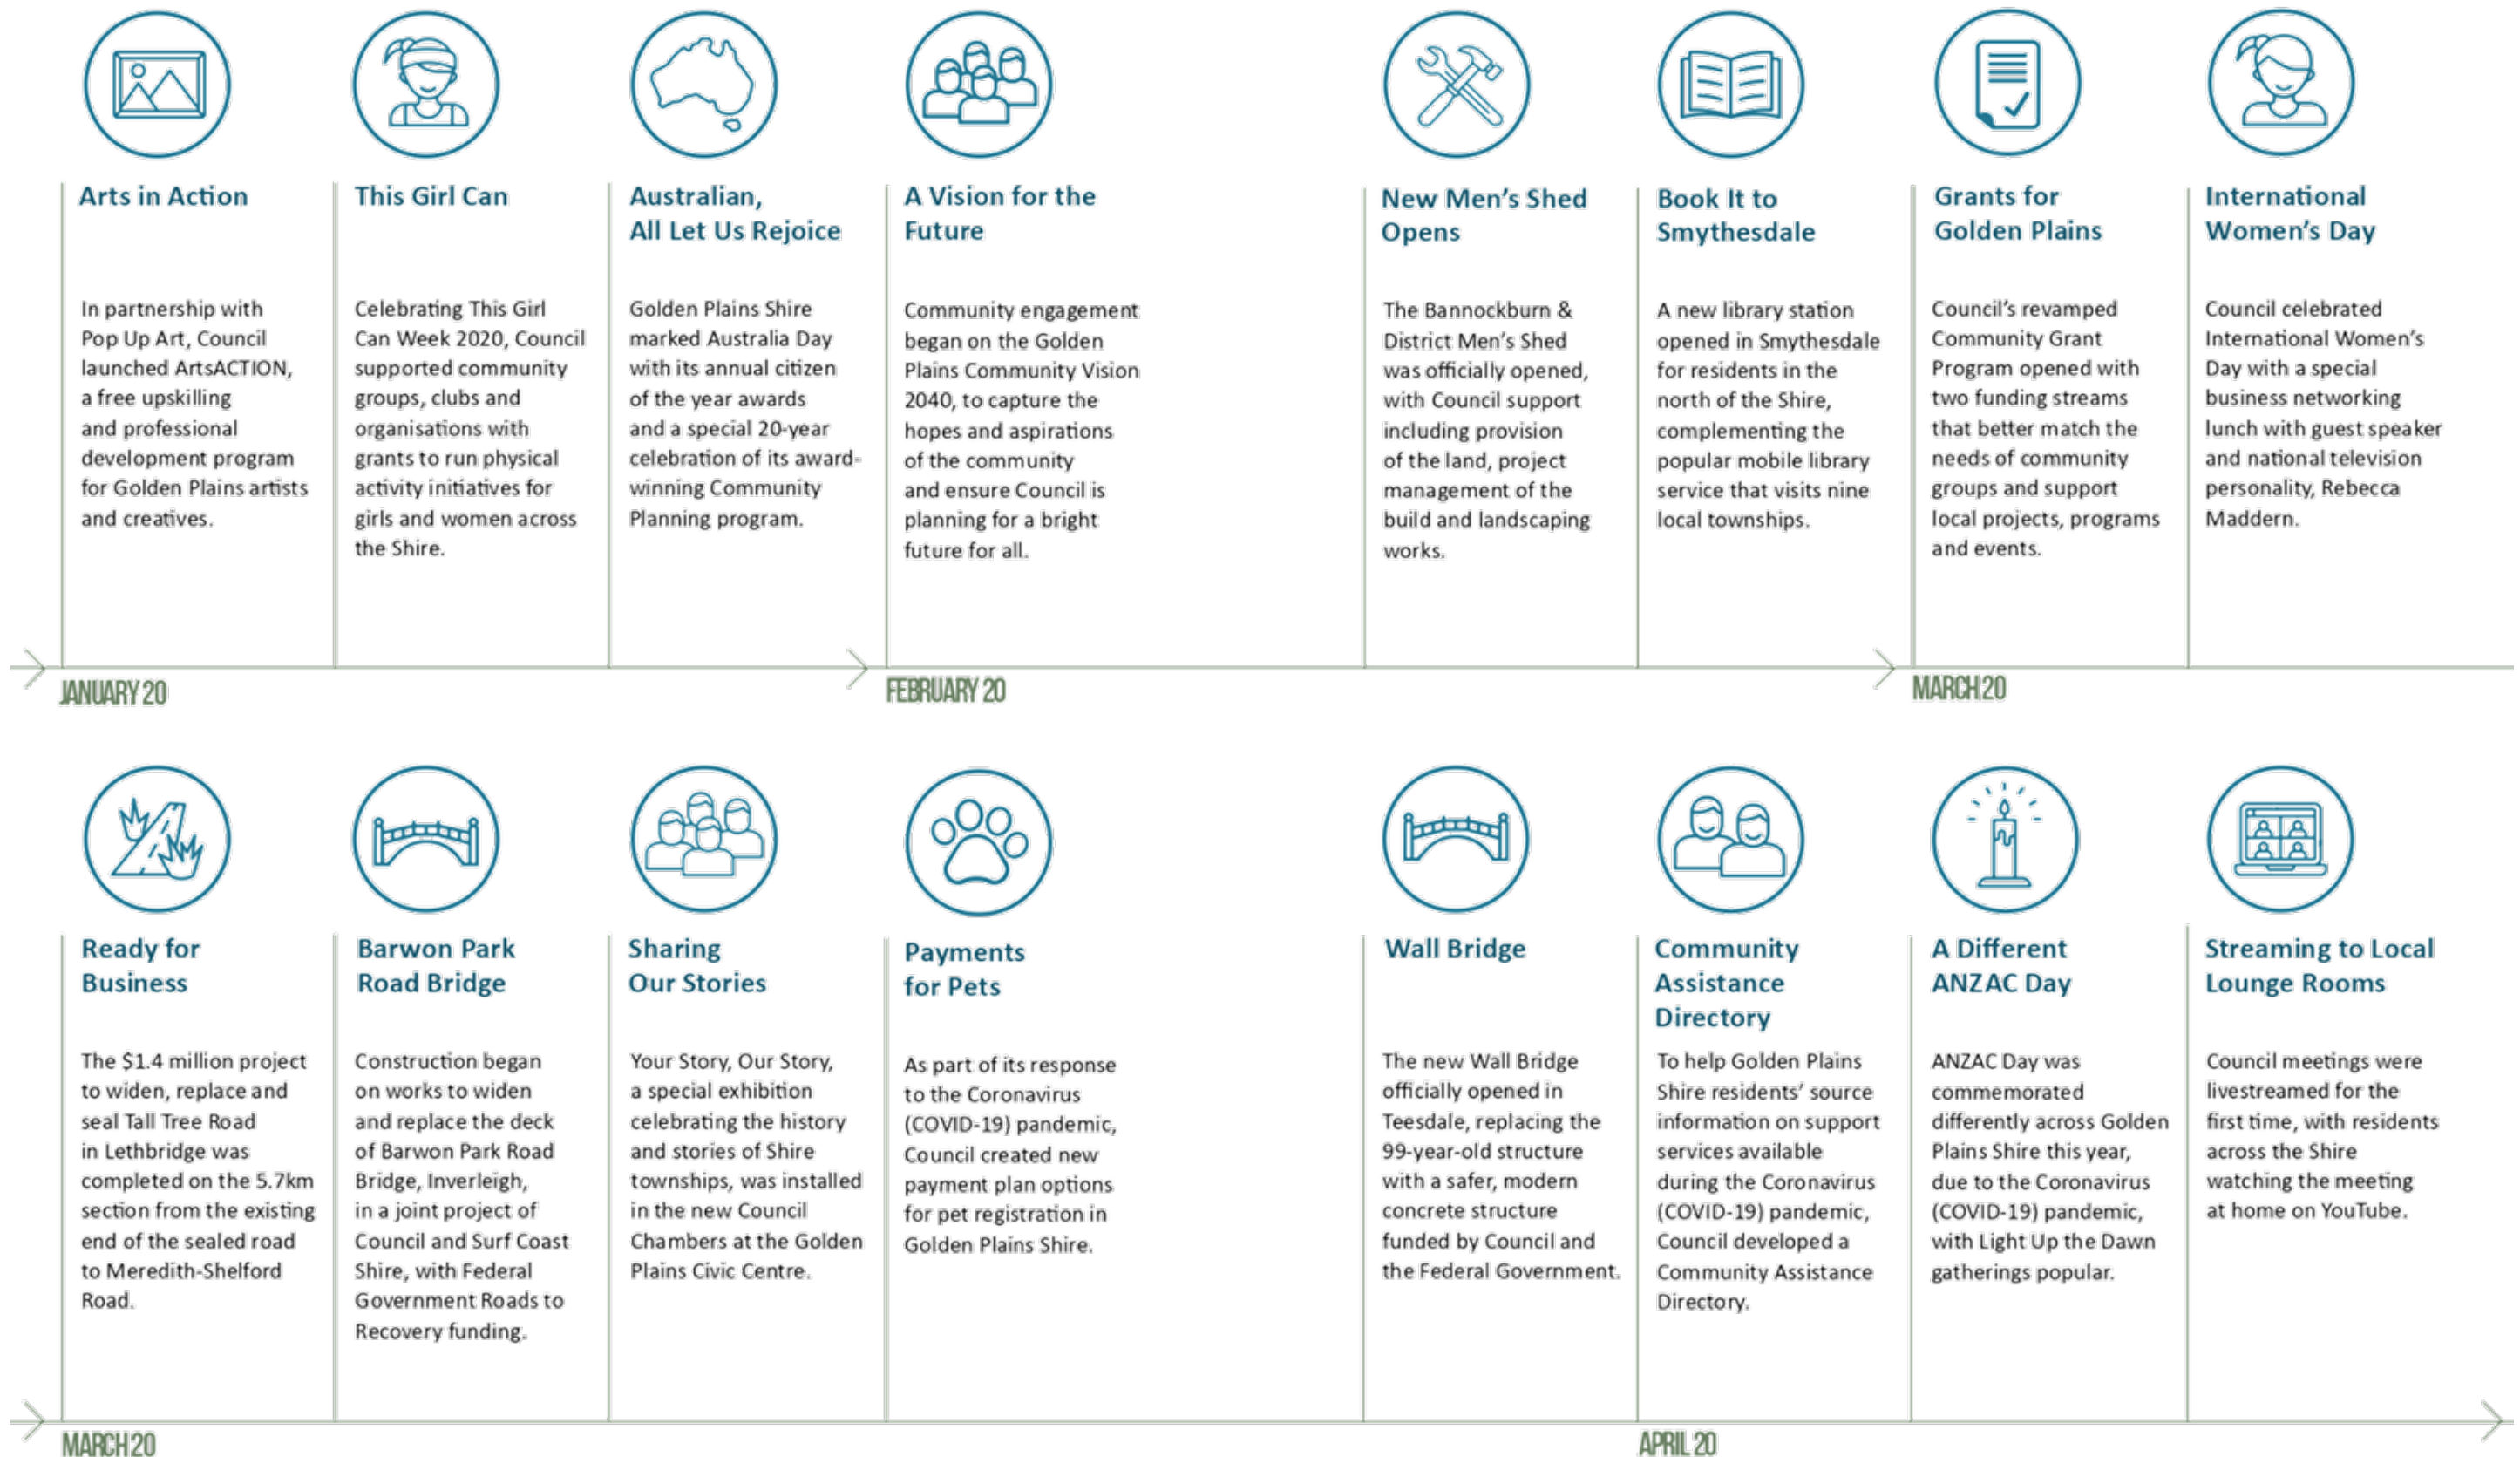 Arts in Action
In partnership with
Pop Up Art, Council
launched ArtsACTION,
a free upskilling
and professional
development program
for Golden Plains artists
and creatives.
This Girl Can
Celebrating This Girl
Can Week 2020, Council
supported community
groups, clubs and
organisations with
grants to run physical
activity initiatives for
girls and women across
the Shire.
Australian,
All Let Us Rejoice
Golden Plains Shire
marked Australia Day
with its annual citizen
of the year awards
and a special 20-year
celebration of its award-
winning Community
Planning program.
A Vision for the
Future
Community engagement
began on the Golden
Plains Community Vision
2040, to capture the
hopes and aspirations
of the community
and ensure Council is
planning for a bright
future for all.
New Men's Shed
Opens
The Bannockburn &
District Men's Shed
was officially opened,
with Council support
including provision
of the land, project
management of the
build and landscaping
works.
Book It to
Smythesdale
A new library station
opened in Smythesdale
for residents in the
north of the Shire,
complementing the
popular mobile library
service that visits nine
local townships.
Grants for
Golden Plains
Council's revamped
Community Grant
Program opened with
two funding streams
that better match the
needs of community
groups and support
local projects, programs
and events.
International
Women's Day
Council celebrated
International Women's
Day with a special
business networking
lunch with guest speaker
and national television
personality, Rebecca
Maddern.
JANUARY 20
FEBRUARY 20
MARCH 20
Ready for
Business
The $1.4 million project
to widen, replace and
seal Tall Tree Road
in Lethbridge was
completed on the 5.7km
section from the existing
end of the sealed road
to Meredith-Shelford
Road.
Barwon Park
Road Bridge
Construction began
on works to widen
and replace the deck
of Barwon Park Road
Bridge, Inverleigh,
in a joint project of
Council and Surf Coast
Shire, with Federal
Government Roads to
Recovery funding.
Sharing
Our Stories
Your Story, Our Story,
a special exhibition
celebrating the history
and stories of Shire
townships, was installed
in the new Council
Chambers at the Golden
Plains Civic Centre.
Payments
for Pets
As part of its response
to the Coronavirus
(COVID-19) pandemic,
Council created new
payment plan options
for pet registration in
Golden Plains Shire.
Wall Bridge
The new Wall Bridge
officially opened in
Teesdale, replacing the
99-year-old structure
with a safer, modern
concrete structure
funded by Council and
the Federal Government.
Community
Assistance
Directory
To help Golden Plains
Shire residents' source
information on support
services available
during the Coronavirus
(COVID-19) pandemic,
Council developed a
Community Assistance
Directory.
A Different
ANZAC Day
ANZAC Day was
commemorated
differently across Golden
Plains Shire this year,
due to the Coronavirus
(COVID-19) pandemic,
with Light Up the Dawn
gatherings popular.
Streaming to Local
Lounge Rooms
Council meetings were
livestreamed for the
first time, with residents
across the Shire
watching the meeting
at home on YouTube.
MARCH 20
APRIL 20